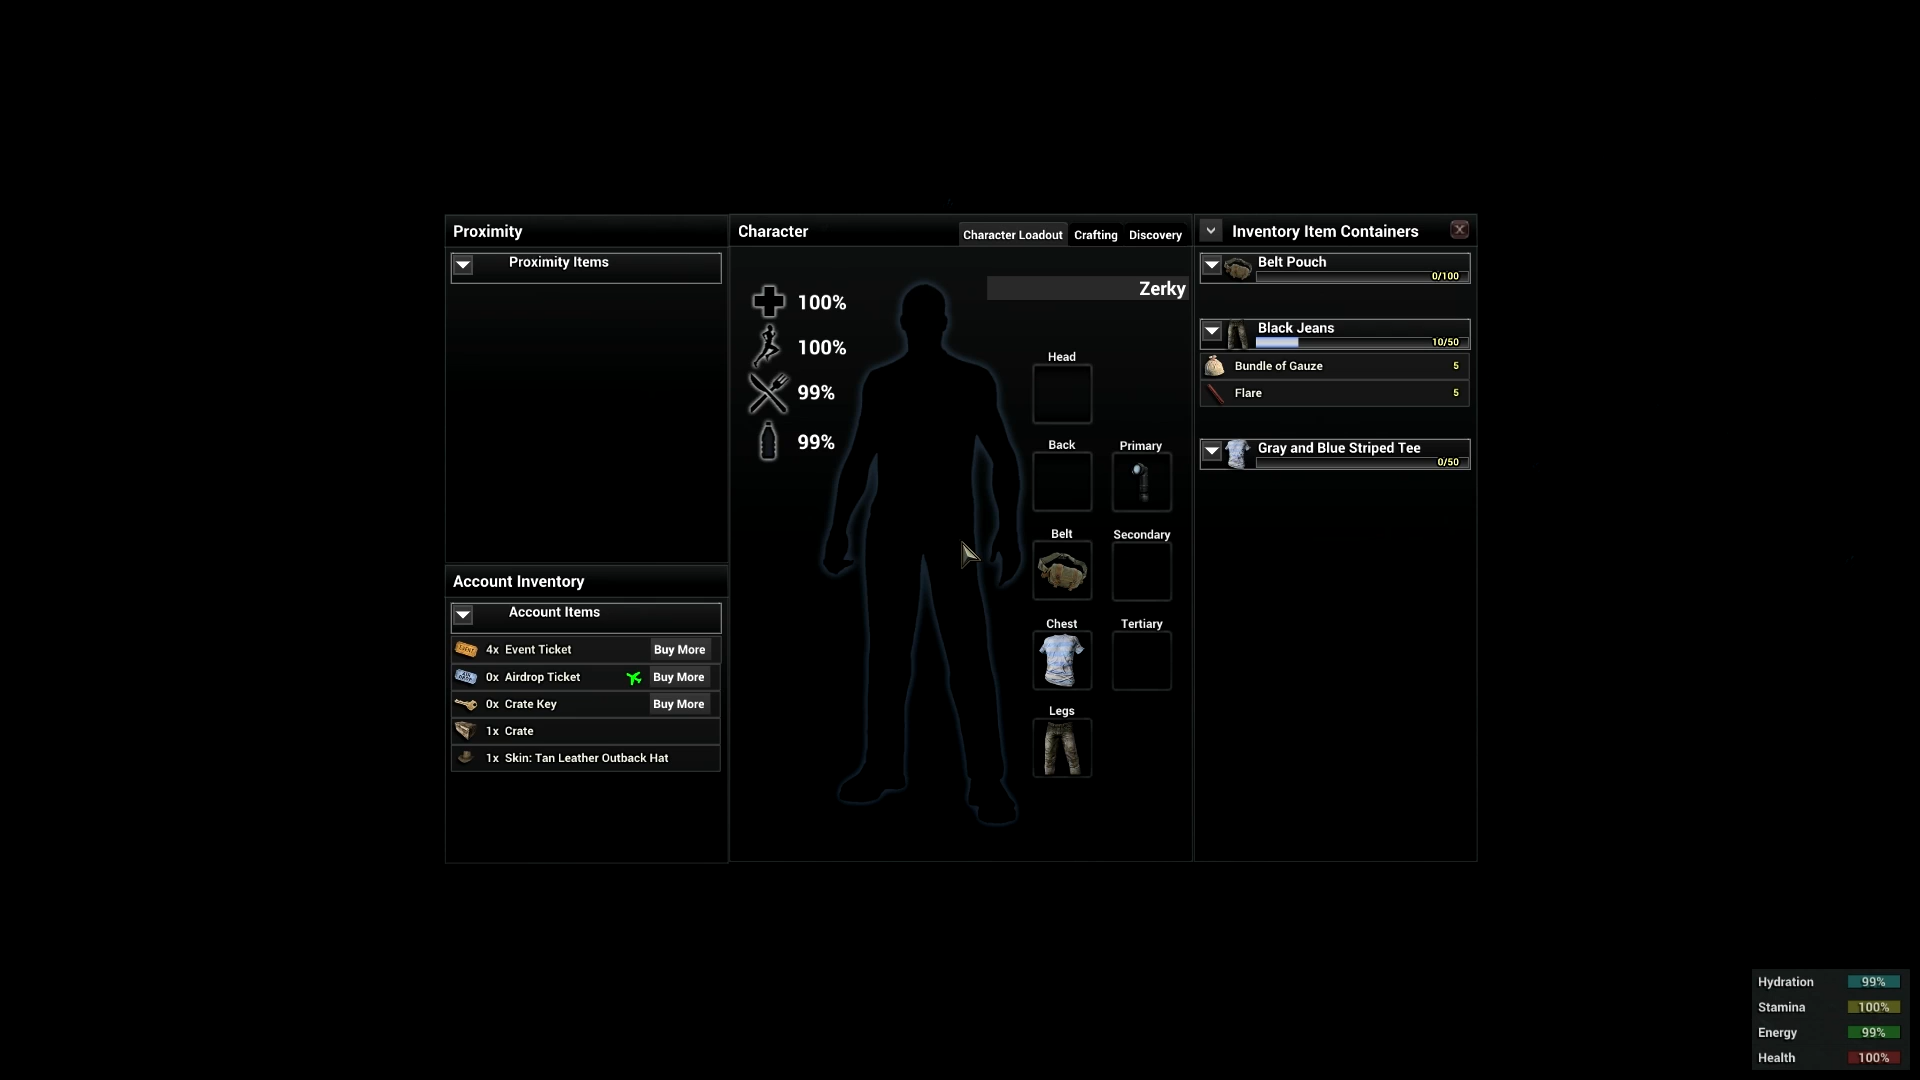 Proximity
Proximity Items
Account Inventory
Account Items
4x Event Ticket Buy More
0x Airdrop Ticket Buy More
0x Crate Key Buy More
1x Crate
1x Skin: Tan Leather Outback Hat
Character
Character Loadout Crafting Discovery
Zerky
100%
100%
99%
99%
Head
Back Primary
Belt Secondary
Chest Tertiary
Legs
Inventory Item Containers
Belt Pouch
0/100
Black Jeans
10/50
Bundle of Gauze 5
Flare 5
Gray and Blue Striped Tee
0/50
Hydration 99%
Stamina 100%
Energy 99%
Health 100%